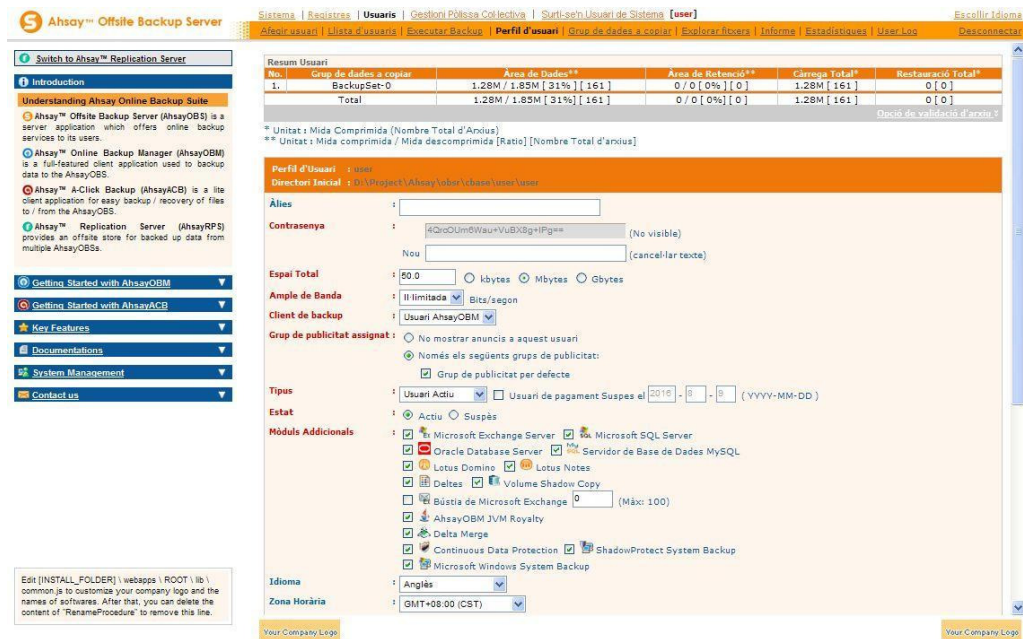 Ahsay™ Offsite Backup Server
Sistema | Registres | Usuaris | Gestioni Pòlissa Col·lectiva | Surti-se'n Usuari de Sistema [user]
Escollir Idioma
Afegir usuari | Llista d'usuaris | Executar Backup | Perfil d'usuari | Grup de dades a copiar | Explorar fitxers | Informe | Estadístiques | User Log
Desconnectar
Switch to Ahsay™ Replication Server
Introduction
Understanding Ahsay Online Backup Suite
Ahsay™ Offsite Backup Server (AhsayOBS) is a
server application which offers online backup
services to its users.
Ahsay™ Online Backup Manager (AhsayOBM)
is a full-featured client application used to backup
data to the AhsayOBS.
Ahsay™ A-Click Backup (AhsayACB) is a lite
client application for easy backup / recovery of files
to / from the AhsayOBS.
Ahsay™ Replication Server (AhsayRPS)
provides an offsite store for backed up data from
multiple AhsayOBSs.
Getting Started with AhsayOBM
Getting Started with AhsayACB
Key Features
Documentations
System Management
Contact us
Edit [INSTALL_FOLDER] \ webapps \ ROOT \ lib \
common.js to customize your company logo and the
names of softwares. After that, you can delete the
content of "RenameProcedure" to remove this line.
Resum Usuari
No. Grup de dades a copiar Àrea de Dades** Àrea de Retenció** Càrrega Total* Restauració Total*
1. BackupSet-0 1.28M / 1.85M [ 31% ] [ 161 ] 0 / 0 [ 0% ] [ 0 ] 1.28M [ 161 ] 0 [ 0 ]
Total 1.28M / 1.85M [ 31%] [ 161 ] 0 / 0 [ 0%] [ 0 ] 1.28M [ 161 ] 0 [ 0 ]
Opció de validació d'arxiu
* Unitat : Mida Comprimida (Nombre Total d'Arxius)
** Unitat : Mida comprimida / Mida descomprimida [Ratio] [Nombre Total d'arxius]
Perfil d'Usuari : user
Directori Inicial : D:\Project\Ahsay\obsr\cbase\user\user
Àlies :
Contrasenya : (No visible)
Nou (cancel·lar texte)
Espai Total : 50.0 kbytes Mbytes Gbytes
Ample de Banda : Il·limitada Bits/segon
Client de backup : Usuari AhsayOBM
Grup de publicitat assignat : No mostrar anuncis a aquest usuari
Només els següents grups de publicitat:
Grup de publicitat per defecte
Tipus : Usuari Actiu Usuari de pagament Suspes el 2016 - 8 - 9 ( YYYY-MM-DD )
Estat : Actiu Suspès
Mòduls Addicionals : Microsoft Exchange Server Microsoft SQL Server
Oracle Database Server Servidor de Base de Dades MySQL
Lotus Domino Lotus Notes
Deltes Volume Shadow Copy
Bústia de Microsoft Exchange 0 (Màx: 100)
AhsayOBM JVM Royalty
Delta Merge
Continuous Data Protection ShadowProtect System Backup
Microsoft Windows System Backup
Idioma : Anglès
Zona Horària : GMT+08:00 (CST)
Your Company Logo
Your Company Logo